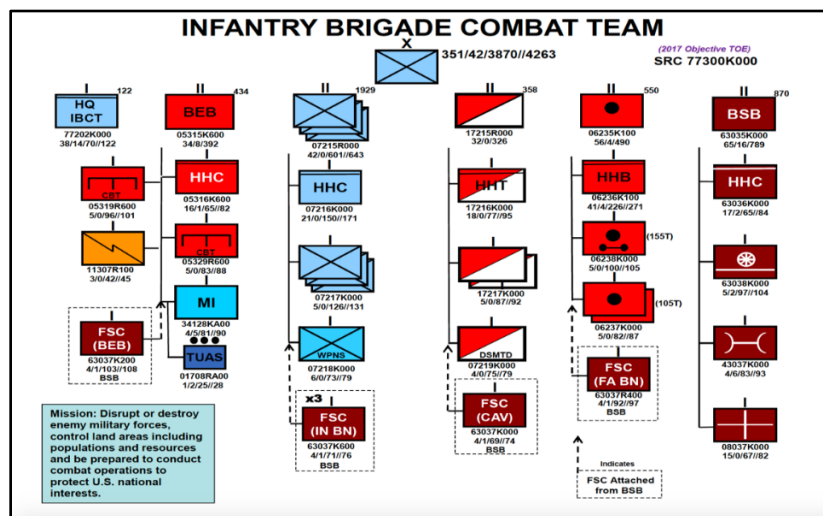 INFANTRY BRIGADE COMBAT TEAM
X
351/42/3870//4263
(2017 Objective TOE)
SRC 77300K000
I
122
HQ
IBCT
77202K000
38/14/70//122
II
434
BEB
05315K600
34/8/392
I
CBT
05319R600
5/0/96//101
I
HHC
05316K600
16/1/65//82
I
11307R100
3/0/42//45
I
CBT
05329R600
5/0/83//88
I
MI
34128KA00
4/5/81//90
I
FSC
(BEB)
63037K200
4/1/103//108
BSB
TUAS
01708RA00
1/2/25//28
II
1929
07215R000
42/0/601//643
I
HHC
07216K000
21/0/150//171
I
07217K000
5/0/126//131
I
WPNS
07218K000
6/0/73//79
x3
I
FSC
(IN BN)
63037K600
4/1/71//76
BSB
II
358
17215R000
32/0/326
I
HHT
17216K000
18/0/77//95
I
17217K000
5/0/87//92
I
DSMTD
07219K000
4/0/75//79
I
FSC
(CAV)
63037K000
4/1/69//74
BSB
II
550
06235K100
56/4/490
I
HHB
06236K100
41/4/226//271
I
(155T)
06238K000
5/0/100//105
I
(105T)
06237K000
5/0/82//87
I
FSC
(FA BN)
63037R400
4/1/92//97
BSB
II
870
BSB
63035K000
65/16/789
I
HHC
63036K000
17/2/65//84
I
63038K000
5/2/97//104
I
43037K000
4/6/83//93
I
08037K000
15/0/67//82
Mission: Disrupt or destroy
enemy military forces,
control land areas including
populations and resources
and be prepared to conduct
combat operations to
protect U.S. national
interests.
Indicates
FSC Attached
from BSB